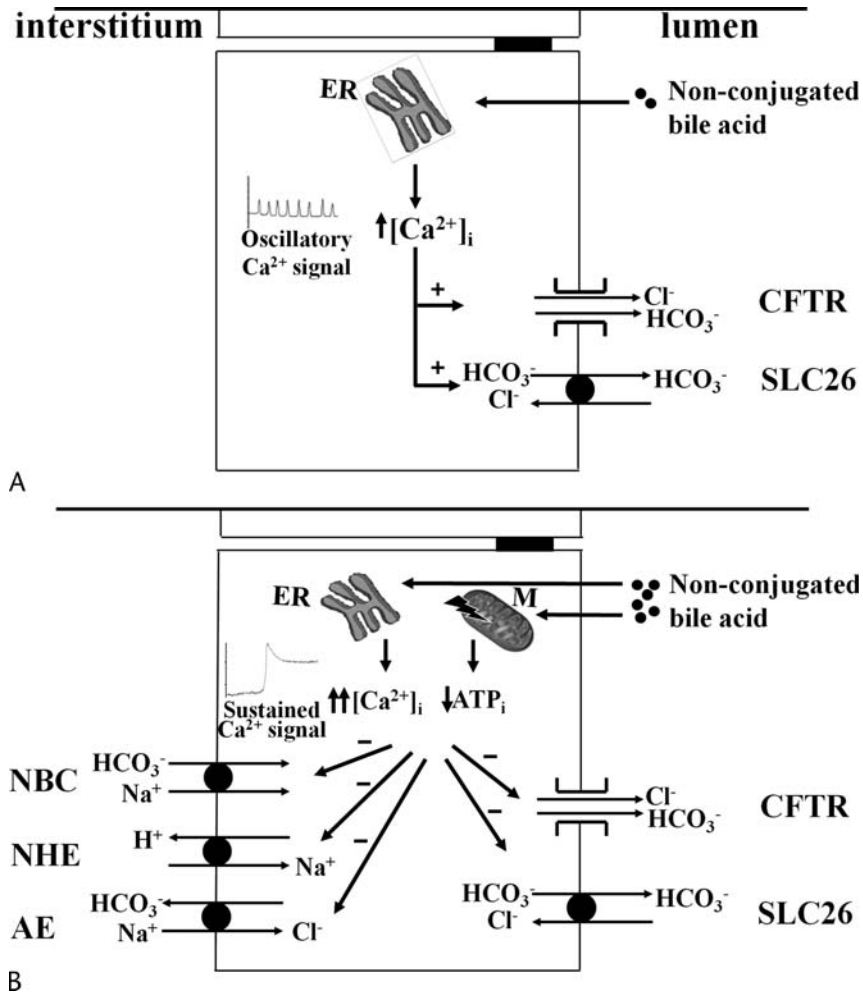 interstitium
lumen
ER
Non-conjugated
bile acid
Oscillatory
Ca²⁺ signal
[Ca²⁺]ᵢ
+
Cl⁻
HCO₃⁻
CFTR
+
HCO₃⁻
HCO₃⁻
SLC26
Cl⁻
A
ER
M
Non-conjugated
bile acid
[Ca²⁺]ᵢ
ATPᵢ
Sustained
Ca²⁺ signal
–
–
–
–
–
NBC
HCO₃⁻
Na⁺
Cl⁻
HCO₃⁻
CFTR
NHE
H⁺
Na⁺
AE
HCO₃⁻
Na⁺
Cl⁻
HCO₃⁻
Cl⁻
HCO₃⁻
SLC26
B